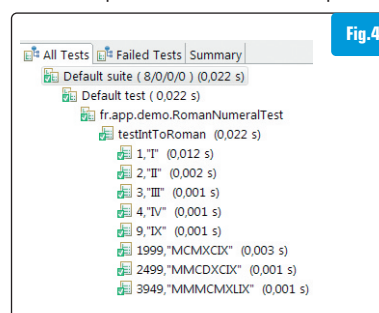 Fig.4
All Tests Failed Tests Summary
Default suite ( 8/0/0/0 ) (0,022 s)
Default test ( 0,022 s)
fr.app.demo.RomanNumeralTest
testIntToRoman (0,022 s)
1,"I" (0,012 s)
2,"II" (0,002 s)
3,"III" (0,001 s)
4,"IV" (0,001 s)
9,"IX" (0,001 s)
1999,"MCMXCIX" (0,003 s)
2499,"MMCDXCIX" (0,001 s)
3949,"MMMCMXLIX" (0,001 s)